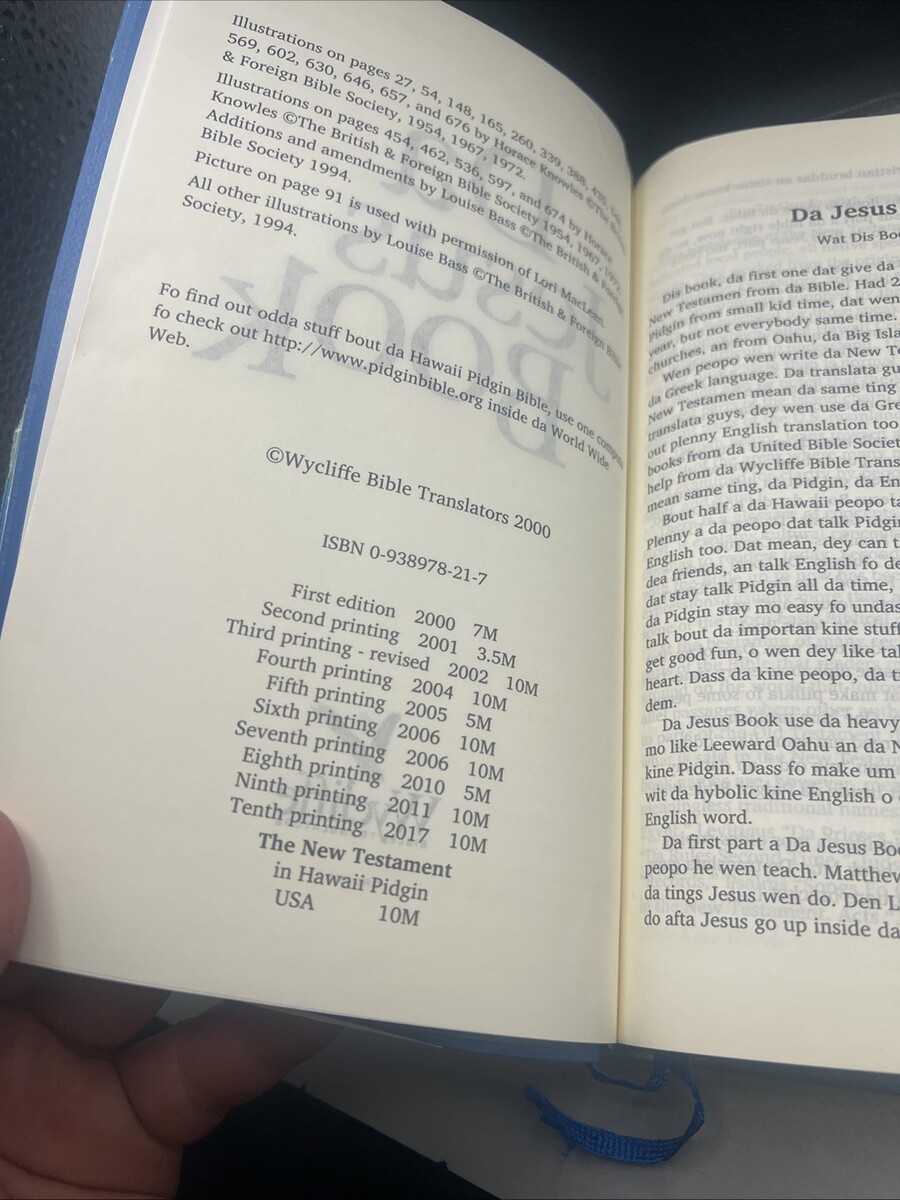 Illustrations on pages 27, 54, 148, 165, 260, 339, 388,
569, 602, 630, 646, 657, and 676 by Horace Knowles ©The British
& Foreign Bible Society, 1954, 1967, 1972.
Illustrations on pages 454, 462, 536, 597, and 674 by Horace
Knowles ©The British & Foreign Bible Society 1954, 1967, 1972.
Additions and amendments by Louise Bass ©The British & Foreign
Bible Society 1994.
Picture on page 91 is used with permission of Lori MacLean.
All other illustrations by Louise Bass ©The British & Foreign Bible
Society, 1994.
Fo find out odda stuff bout da Hawaii Pidgin Bible, use one computa
fo check out http://www.pidginbible.org inside da World Wide
Web.
©Wycliffe Bible Translators 2000
ISBN 0-938978-21-7
First edition 2000 7M
Second printing 2001 3.5M
Third printing - revised 2002 10M
Fourth printing 2004 10M
Fifth printing 2005 5M
Sixth printing 2006 10M
Seventh printing 2006 10M
Eighth printing 2010 5M
Ninth printing 2011 10M
Tenth printing 2017 10M
The New Testament
in Hawaii Pidgin
USA 10M
Da Jesus
Wat Dis
Dis book, da first one dat give da
New Testamen from da Bible. Had 2
Pidgin from small kid time, dat wen
year, but not everybody same time.
churches, an from Oahu, da Big Isla
Wen peopo wen write da New Te
da Greek language. Da translata gu
New Testamen mean da same ting
translata guys, dey wen use da Gre
out plenny English translation too
books from da United Bible Societ
help from da Wycliffe Bible Trans
mean same ting, da Pidgin, da En
Bout half a da Hawaii peopo ta
Plenny a da peopo dat talk Pidgi
English too. Dat mean, dey can t
dea friends, an talk English fo de
dat stay talk Pidgin all da time,
da Pidgin stay mo easy fo undas
talk bout da importan kine stuff
get good fun, o wen dey like tal
heart. Dass da kine peopo, da t
dem.
Da Jesus Book use da heavy
mo like Leeward Oahu an da N
kine Pidgin. Dass fo make um
wit da hybolic kine English o
English word.
Da first part a Da Jesus Bo
peopo he wen teach. Matthew
da tings Jesus wen do. Den L
do afta Jesus go up inside da